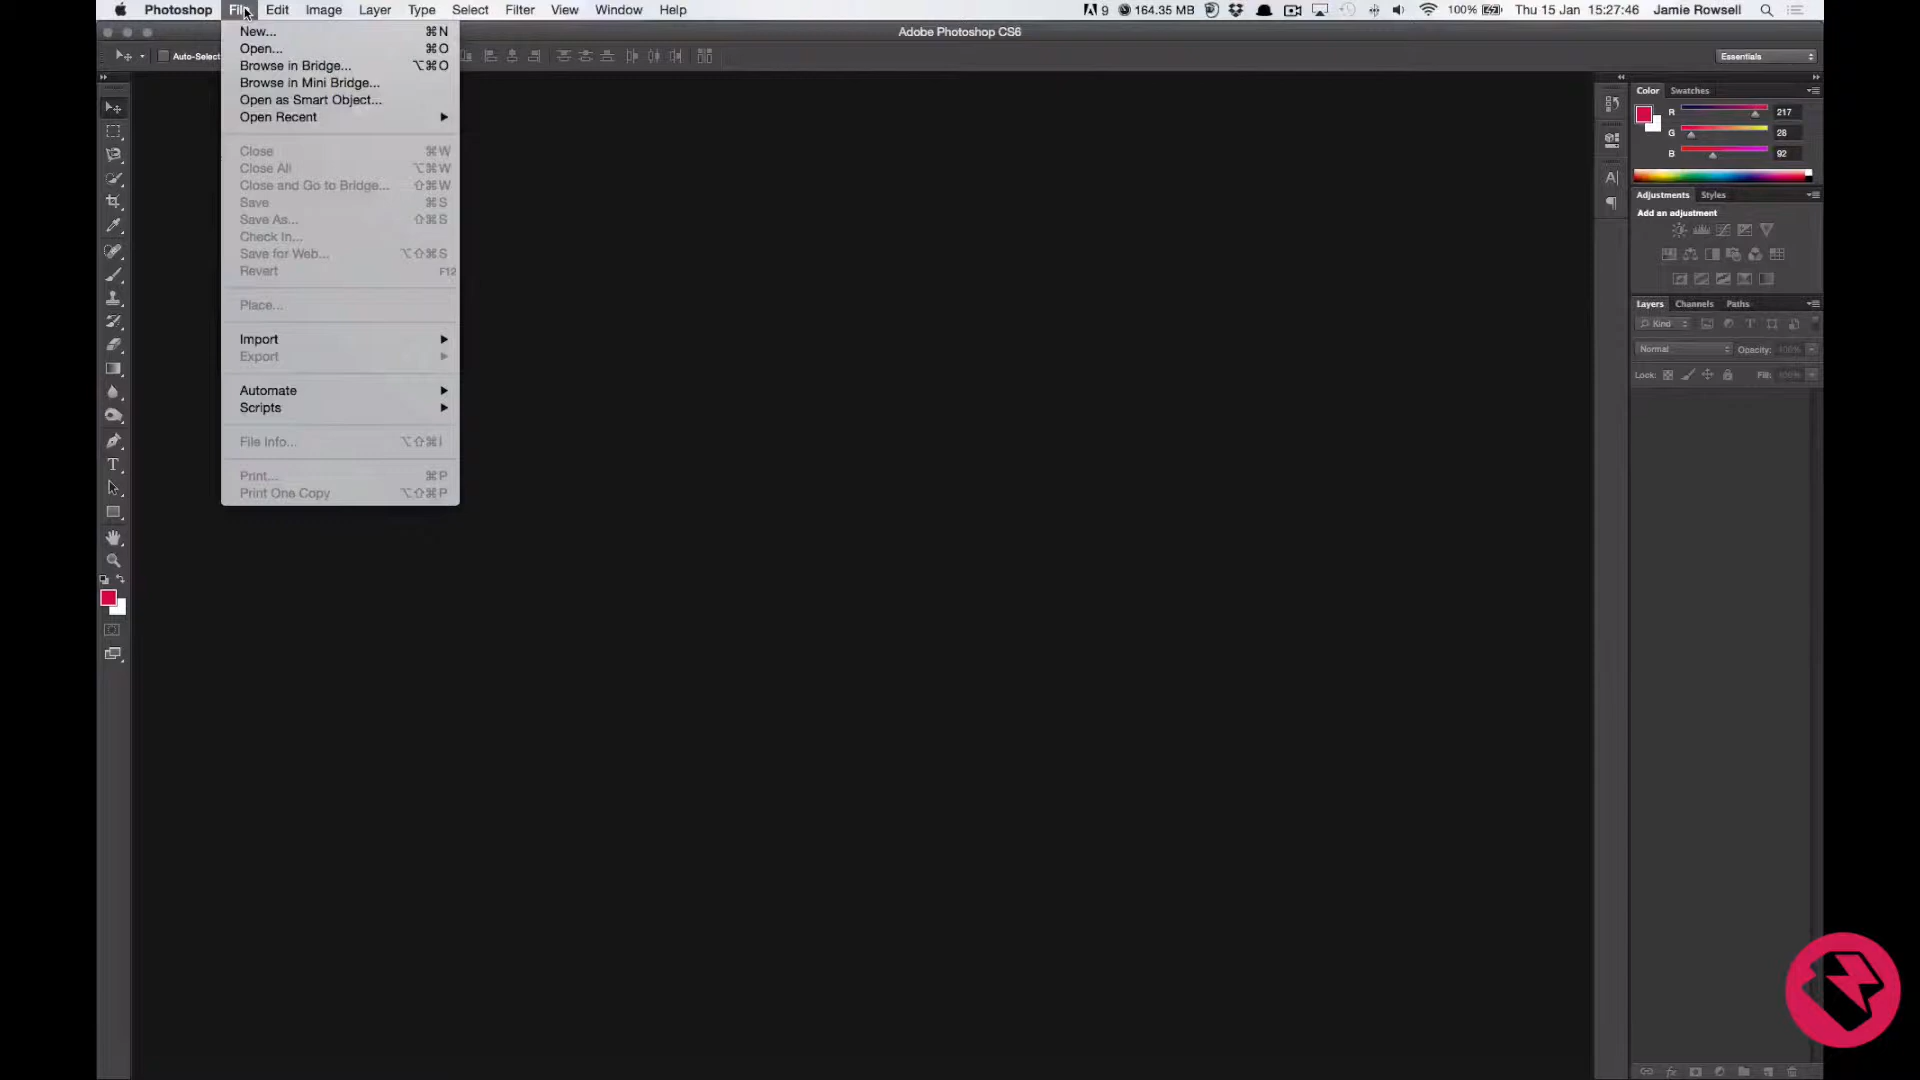 Photoshop File Edit Image Layer Type Select Filter View Window Help 9 164.35 MB 100% Thu 15 Jan 15:27:46 Jamie Rowsell
Adobe Photoshop CS6
Auto-Select
Essentials
New... ⌘N
Open... ⌘O
Browse in Bridge... ⌥⌘O
Browse in Mini Bridge...
Open as Smart Object...
Open Recent
Close ⌘W
Close All ⌥⌘W
Close and Go to Bridge... ⇧⌘W
Save ⌘S
Save As... ⇧⌘S
Check In...
Save for Web... ⌥⇧⌘S
Revert F12
Place...
Import
Export
Automate
Scripts
File Info... ⌥⇧⌘I
Print... ⌘P
Print One Copy ⌥⇧⌘P
Color Swatches
R 217
G 28
B 92
Adjustments Styles
Add an adjustment
Layers Channels Paths
Kind
Normal Opacity: 100%
Lock: Fill: 100%